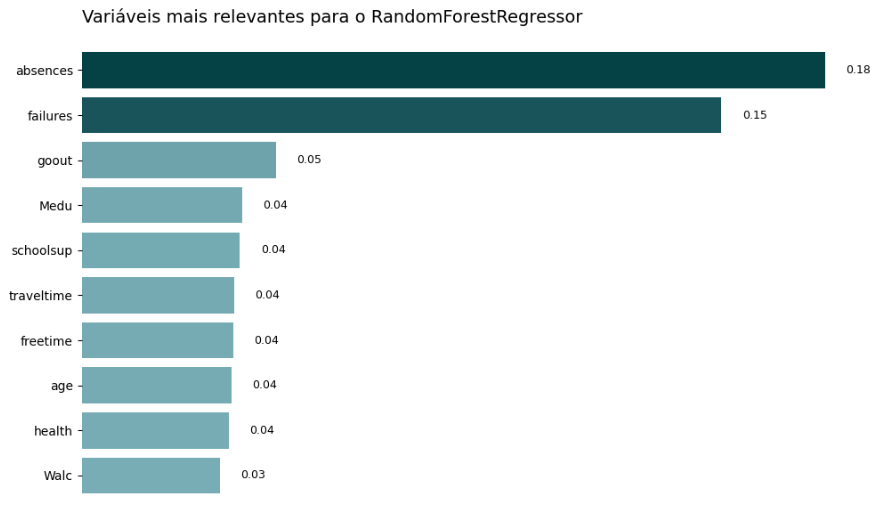 Variáveis mais relevantes para o RandomForestRegressor
absences 0.18
failures 0.15
goout 0.05
Medu 0.04
schoolsup 0.04
traveltime 0.04
freetime 0.04
age 0.04
health 0.04
Walc 0.03